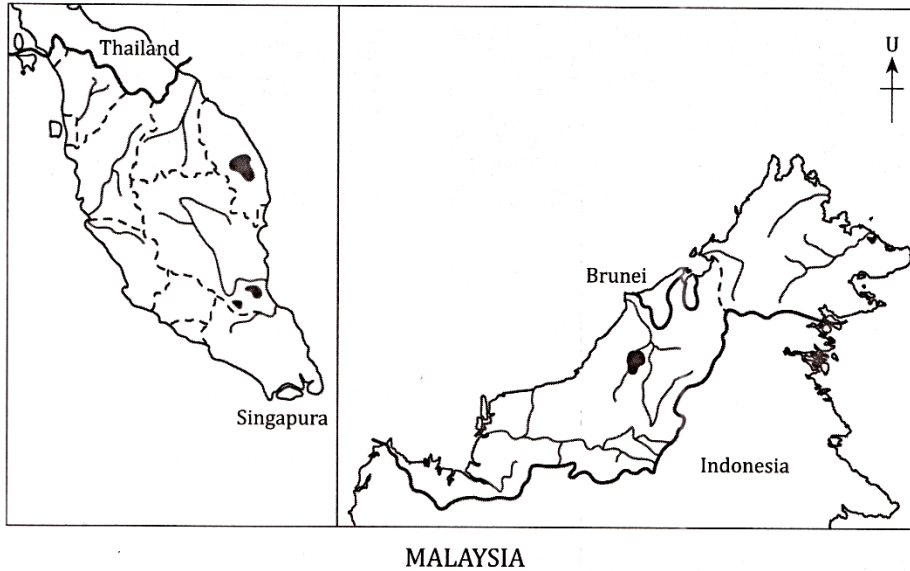 Thailand
U
Brunei
Singapura
Indonesia
MALAYSIA